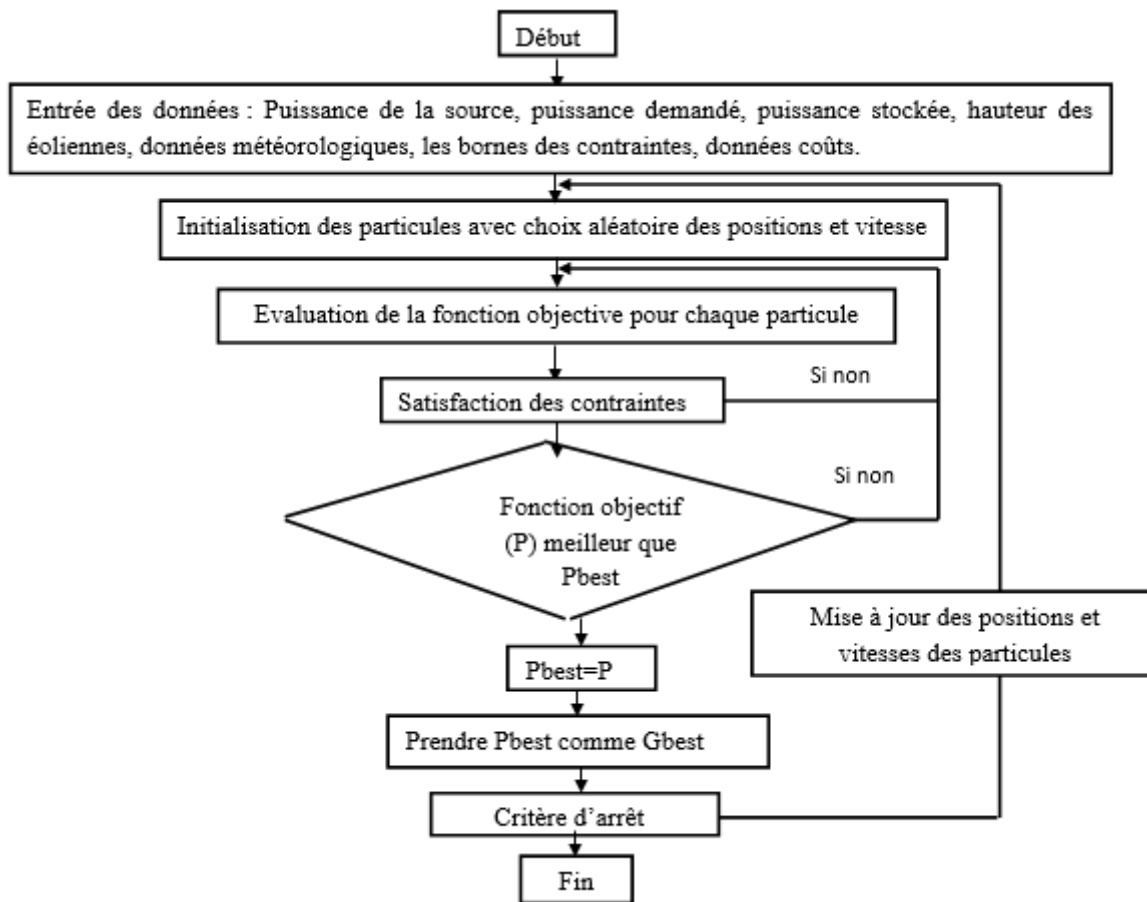 Début
Entrée des données : Puissance de la source, puissance demandé, puissance stockée, hauteur des
éoliennes, données météorologiques, les bornes des contraintes, données coûts.
Initialisation des particules avec choix aléatoire des positions et vitesse
Evaluation de la fonction objective pour chaque particule
Si non
Satisfaction des contraintes
Si non
Fonction objectif
(P) meilleur que
Pbest
Mise à jour des positions et
vitesses des particules
Pbest=P
Prendre Pbest comme Gbest
Critère d’arrêt
Fin